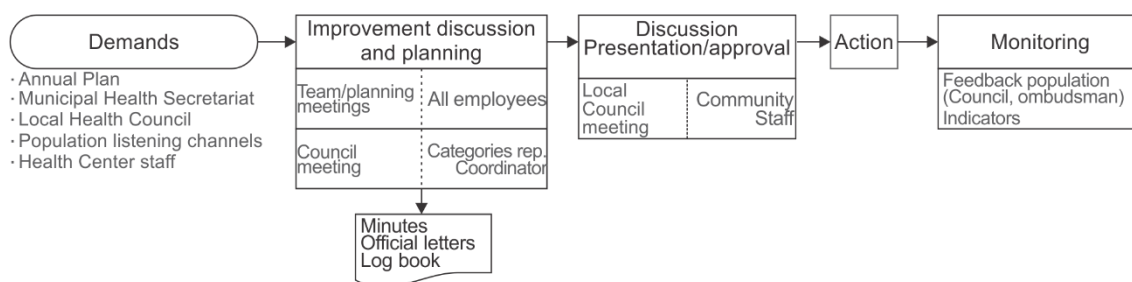 Demands
· Annual Plan
· Municipal Health Secretariat
· Local Health Council
· Population listening channels
· Health Center staff
Improvement discussion
and planning
Team/planning
meetings
All employees
Council
meeting
Categories rep.
Coordinator
Minutes
Official letters
Log book
Discussion
Presentation/approval
Local
Council
meeting
Community
Staff
Action
Monitoring
Feedback population
(Council, ombudsman)
Indicators